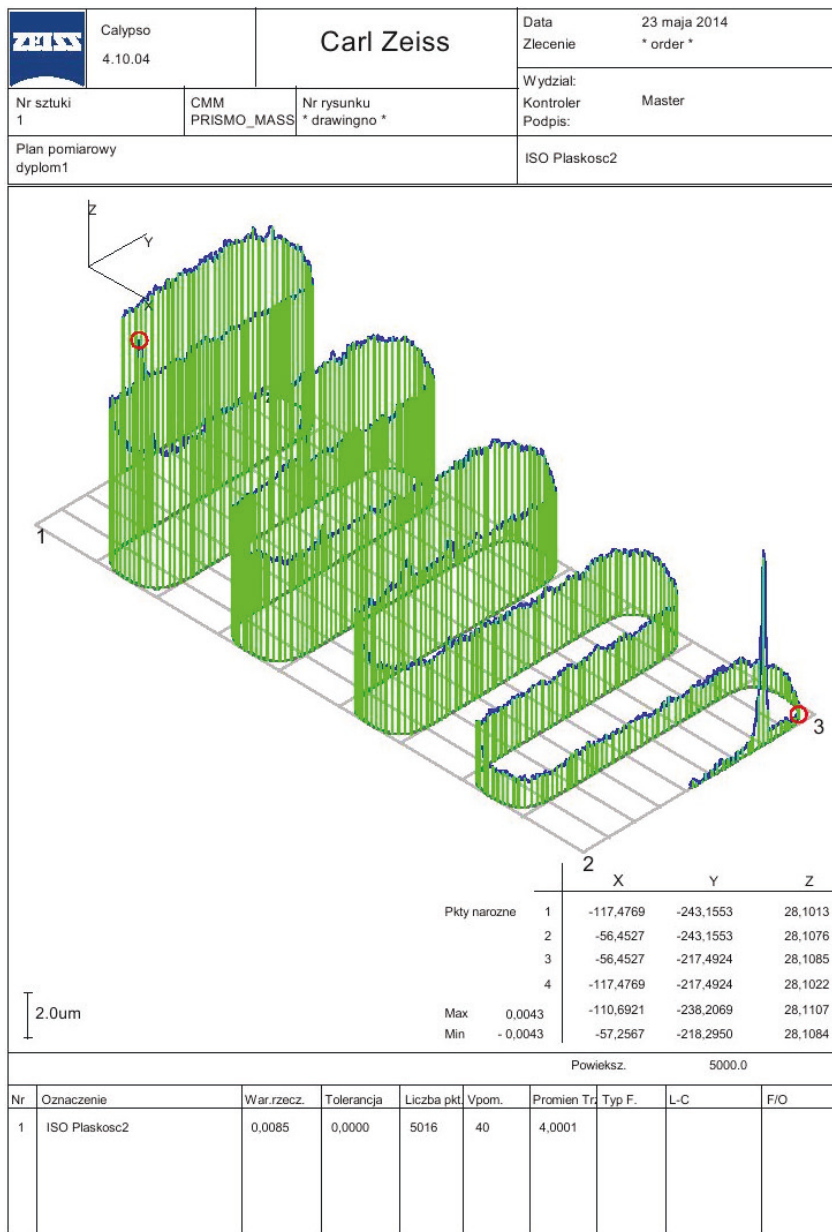 ZEISS
Calypso
4.10.04
Carl Zeiss
Data 23 maja 2014
Zlecenie * order *
Wydzial:
Kontroler Master
Podpis:
Nr sztuki
1
CMM
PRISMO_MASS
Nr rysunku
* drawingno *
Plan pomiarowy
dyplom1
ISO Plaskosc2
Z
Y
X
1
3
2
X Y Z
Pkty narozne 1 -117,4769 -243,1553 28,1013
2 -56,4527 -243,1553 28,1076
3 -56,4527 -217,4924 28,1085
4 -117,4769 -217,4924 28,1022
Max 0,0043 -110,6921 -238,2069 28,1107
Min - 0,0043 -57,2567 -218,2950 28,1084
2.0um
Powieksz. 5000.0
Nr Oznaczenie War.rzecz. Tolerancja Liczba pkt. Vpom. Promien Trz Typ F. L-C F/O
1 ISO Plaskosc2 0,0085 0,0000 5016 40 4,0001